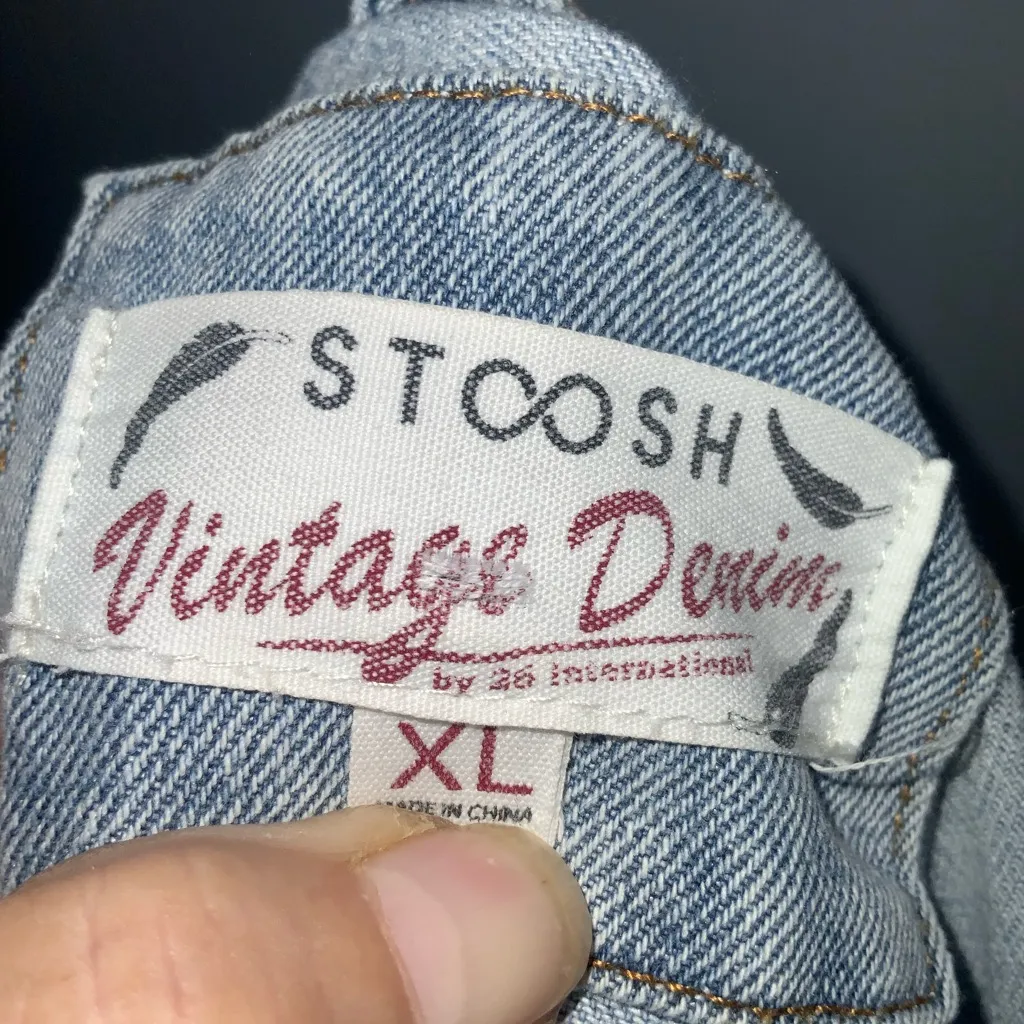 STOOSH
Vintage Denim
by 26 International
XL
MADE IN CHINA